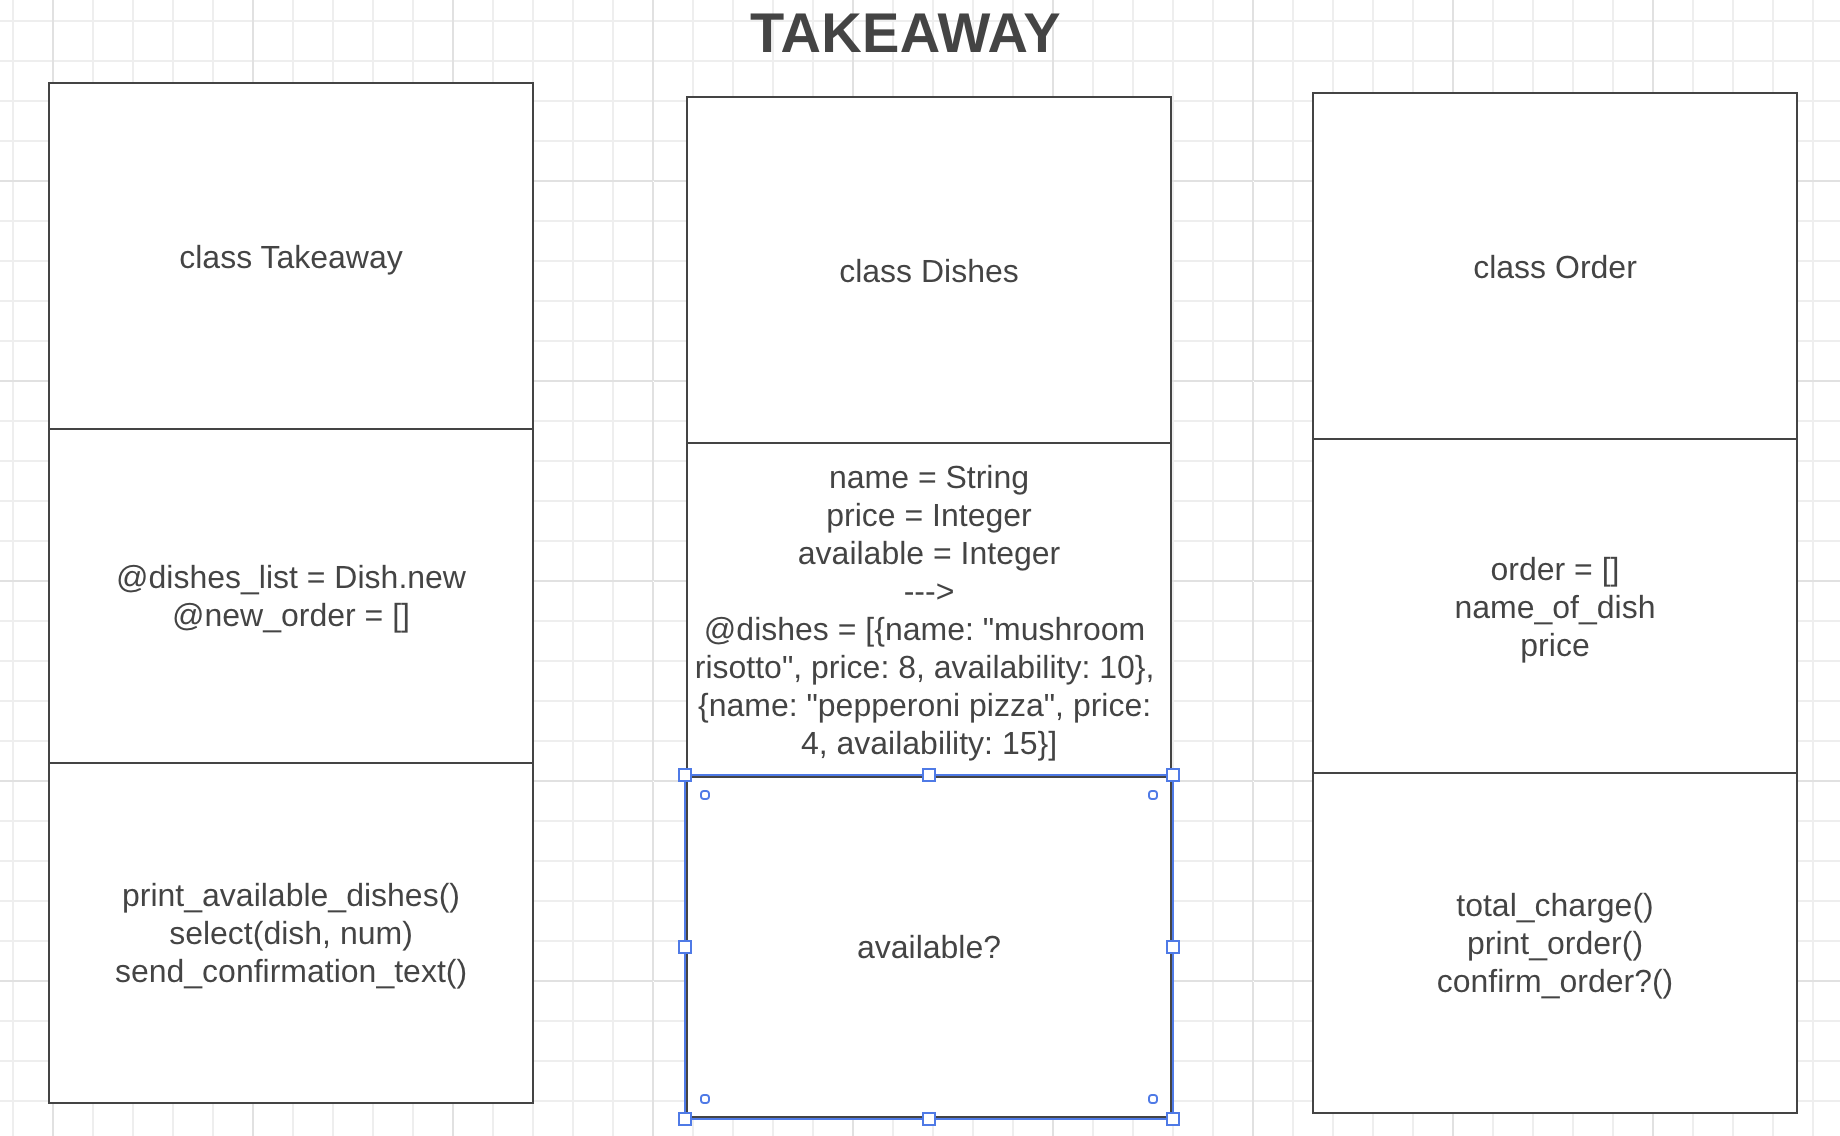 TAKEAWAY
class Takeaway
@dishes_list = Dish.new
@new_order = []
print_available_dishes()
select(dish, num)
send_confirmation_text()
class Dishes
name = String
price = Integer
available = Integer
--->
@dishes = [{name: "mushroom
risotto", price: 8, availability: 10},
{name: "pepperoni pizza", price:
4, availability: 15}]
available?
class Order
order = []
name_of_dish
price
total_charge()
print_order()
confirm_order?()